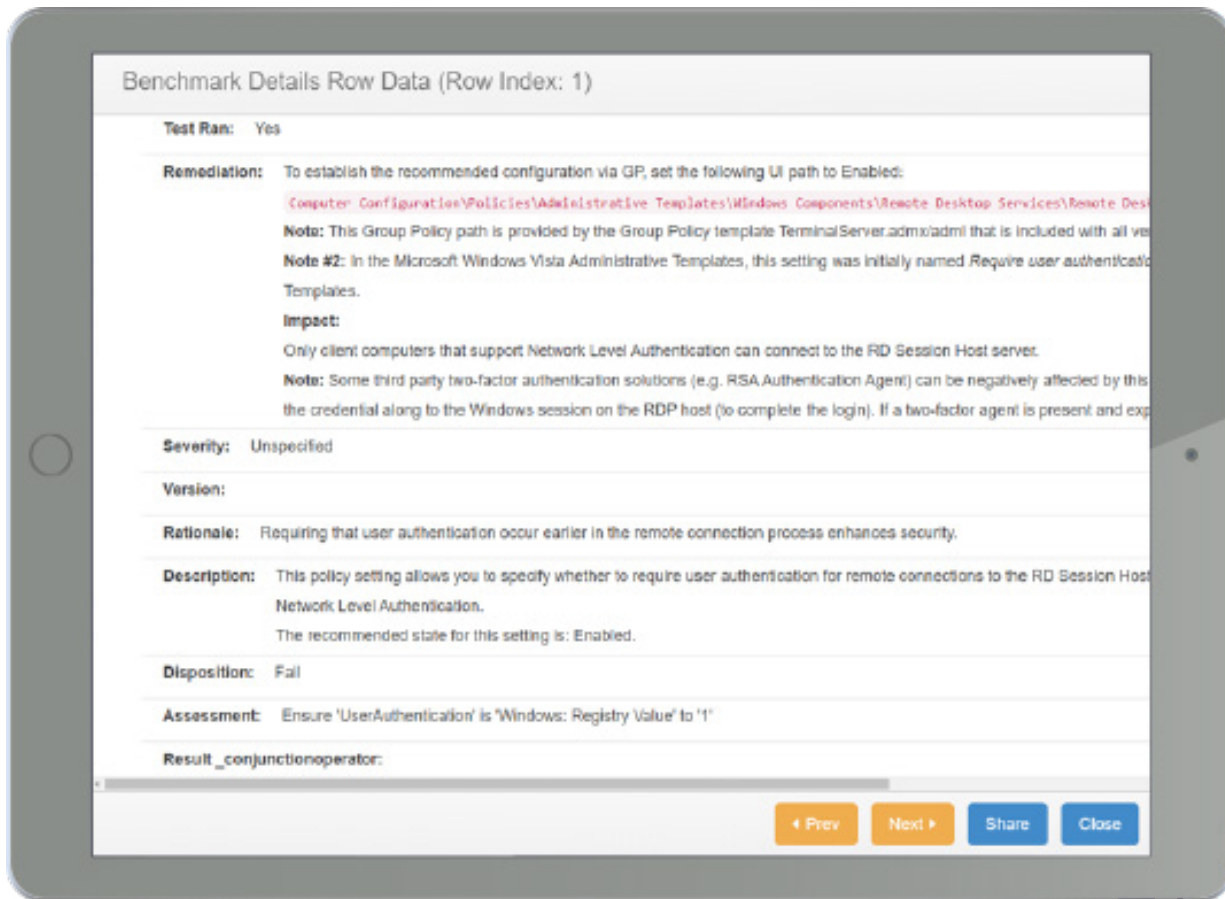 Benchmark Details Row Data (Row Index: 1)
Test Ran: Yes
Remediation: To establish the recommended configuration via GP, set the following UI path to Enabled:
Computer Configuration\Policies\Administrative Templates\Windows Components\Remote Desktop Services\Remote Desk
Note: This Group Policy path is provided by the Group Policy template TerminalServer.admx/adml that is included with all ve
Note #2: In the Microsoft Windows Vista Administrative Templates, this setting was initially named Require user authenticatio
Templates.
Impact:
Only client computers that support Network Level Authentication can connect to the RD Session Host server.
Note: Some third party two-factor authentication solutions (e.g. RSA Authentication Agent) can be negatively affected by this
the credential along to the Windows session on the RDP host (to complete the login). If a two-factor agent is present and exp
Severity: Unspecified
Version:
Rationale: Requiring that user authentication occur earlier in the remote connection process enhances security.
Description: This policy setting allows you to specify whether to require user authentication for remote connections to the RD Session Host
Network Level Authentication.
The recommended state for this setting is: Enabled.
Disposition: Fail
Assessment: Ensure 'UserAuthentication' is 'Windows: Registry Value' to '1'
Result _conjunctionoperator:
Prev Next Share Close